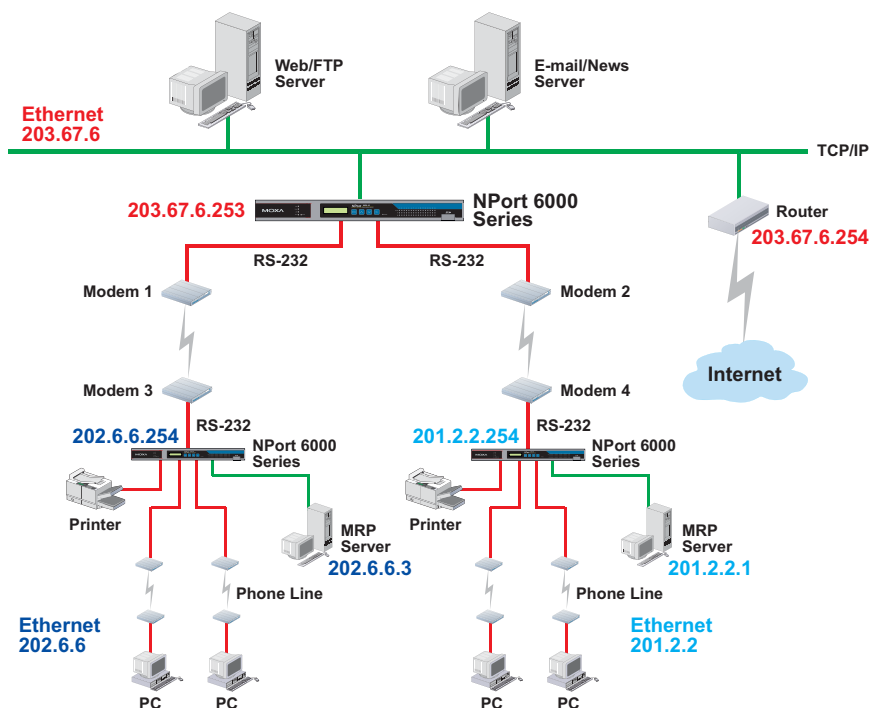 Web/FTP
Server
E-mail/News
Server
Ethernet
203.67.6
TCP/IP
203.67.6.253
MOXA
NPort 6000
Series
Router
203.67.6.254
RS-232
RS-232
Modem 1
Modem 2
Internet
Modem 3
Modem 4
RS-232
RS-232
202.6.6.254
201.2.2.254
MOXA
NPort 6000
Series
MOXA
NPort 6000
Series
Printer
MRP
Server
202.6.6.3
Printer
MRP
Server
201.2.2.1
Phone Line
Phone Line
Ethernet
202.6.6
Ethernet
201.2.2
PC
PC
PC
PC